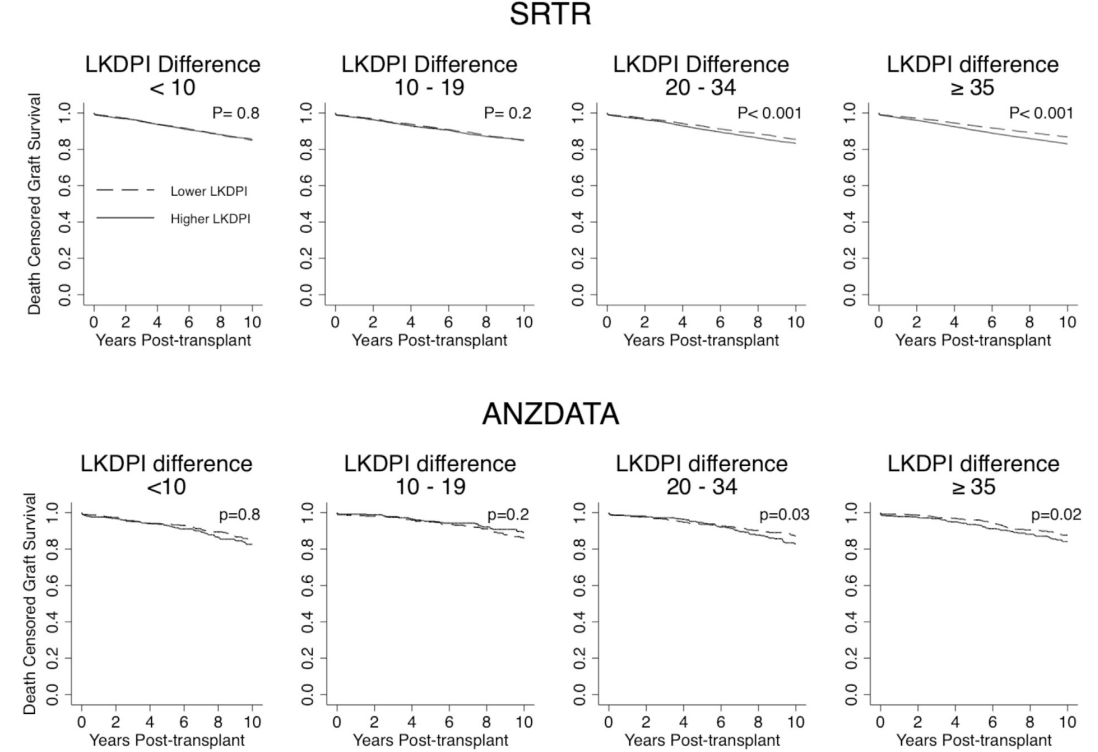 SRTR
LKDPI Difference
< 10
P= 0.8
Death Censored Graft Survival
1.0
0.8
0.6
0.4
0.2
0.0
Lower LKDPI
Higher LKDPI
0 2 4 6 8 10
Years Post-transplant
LKDPI Difference
10 - 19
P= 0.2
1.0
0.8
0.6
0.4
0.2
0.0
0 2 4 6 8 10
Years Post-transplant
LKDPI Difference
20 - 34
P< 0.001
1.0
0.8
0.6
0.4
0.2
0.0
0 2 4 6 8 10
Years Post-transplant
LKDPI difference
≥ 35
P< 0.001
1.0
0.8
0.6
0.4
0.2
0.0
0 2 4 6 8 10
Years Post-transplant
ANZDATA
LKDPI difference
<10
p=0.8
Death Censored Graft Survival
1.0
0.8
0.6
0.4
0.2
0.0
0 2 4 6 8 10
Years Post-transplant
LKDPI difference
10 - 19
p=0.2
1.0
0.8
0.6
0.4
0.2
0.0
0 2 4 6 8 10
Years Post-transplant
LKDPI difference
20 - 34
p=0.03
1.0
0.8
0.6
0.4
0.2
0.0
0 2 4 6 8 10
Years Post-transplant
LKDPI difference
≥ 35
p=0.02
1.0
0.8
0.6
0.4
0.2
0.0
0 2 4 6 8 10
Years Post-transplant